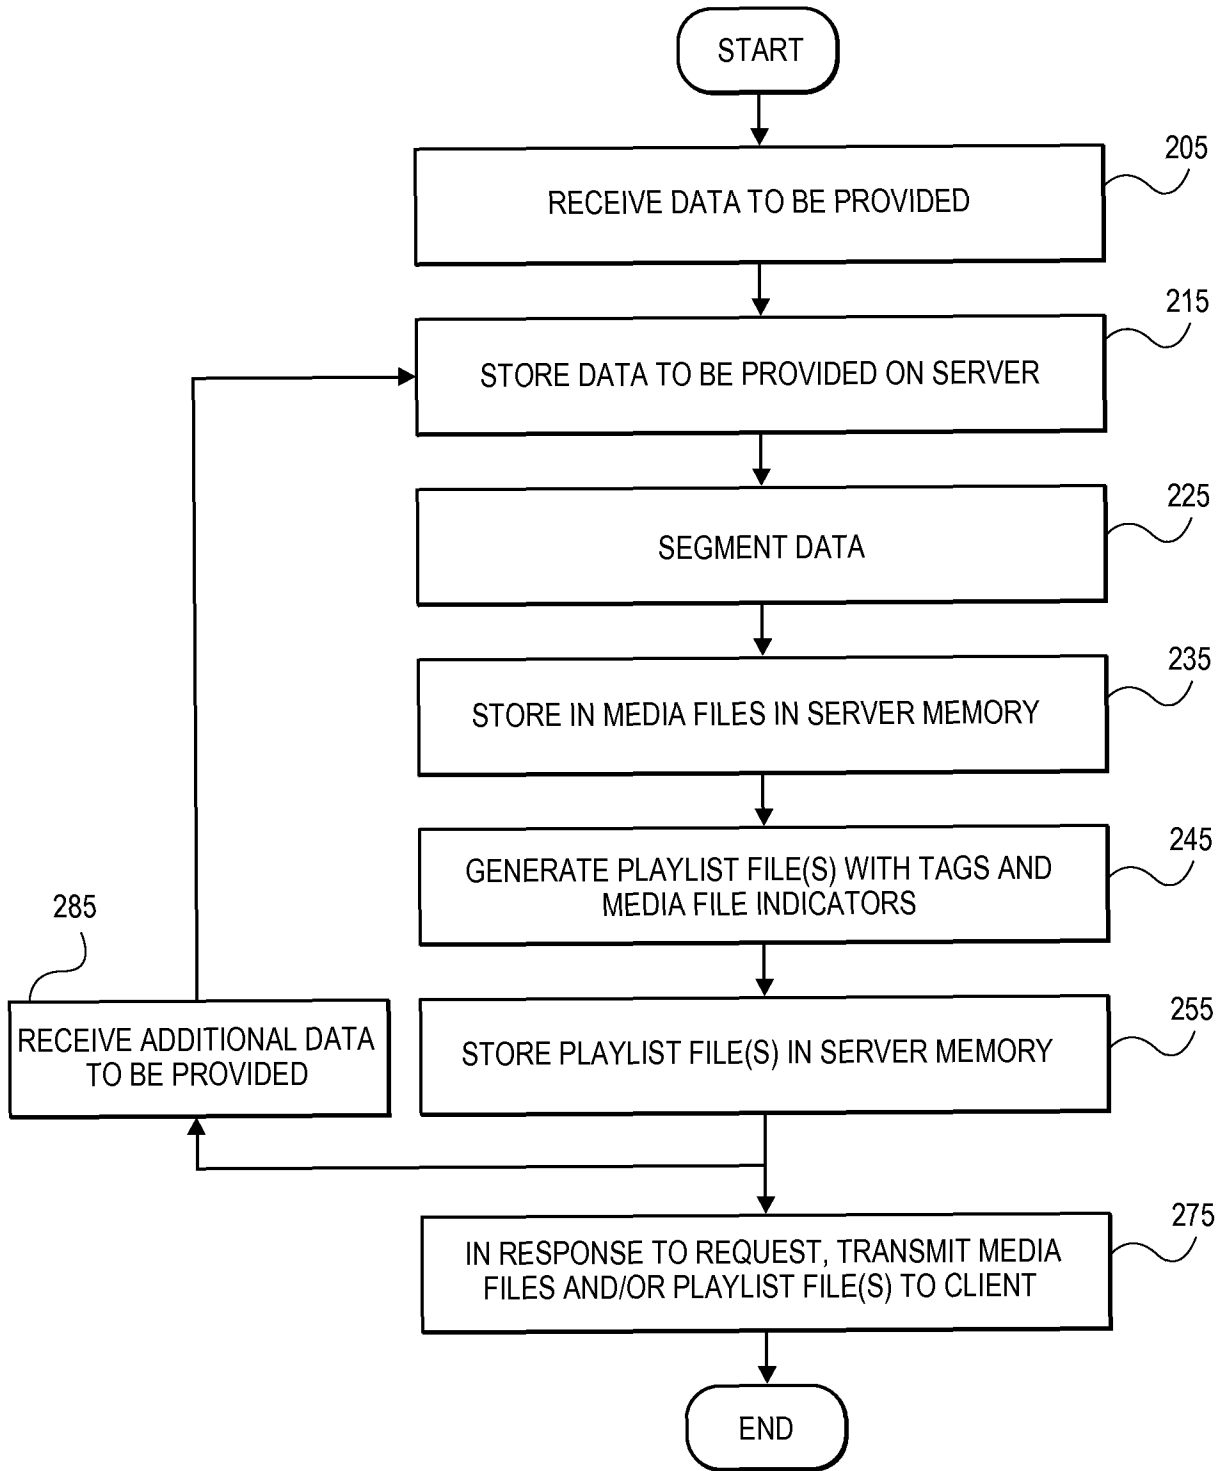 START
205
RECEIVE DATA TO BE PROVIDED
215
STORE DATA TO BE PROVIDED ON SERVER
225
SEGMENT DATA
235
STORE IN MEDIA FILES IN SERVER MEMORY
245
GENERATE PLAYLIST FILE(S) WITH TAGS AND
MEDIA FILE INDICATORS
285
RECEIVE ADDITIONAL DATA
TO BE PROVIDED
255
STORE PLAYLIST FILE(S) IN SERVER MEMORY
275
IN RESPONSE TO REQUEST, TRANSMIT MEDIA
FILES AND/OR PLAYLIST FILE(S) TO CLIENT
END